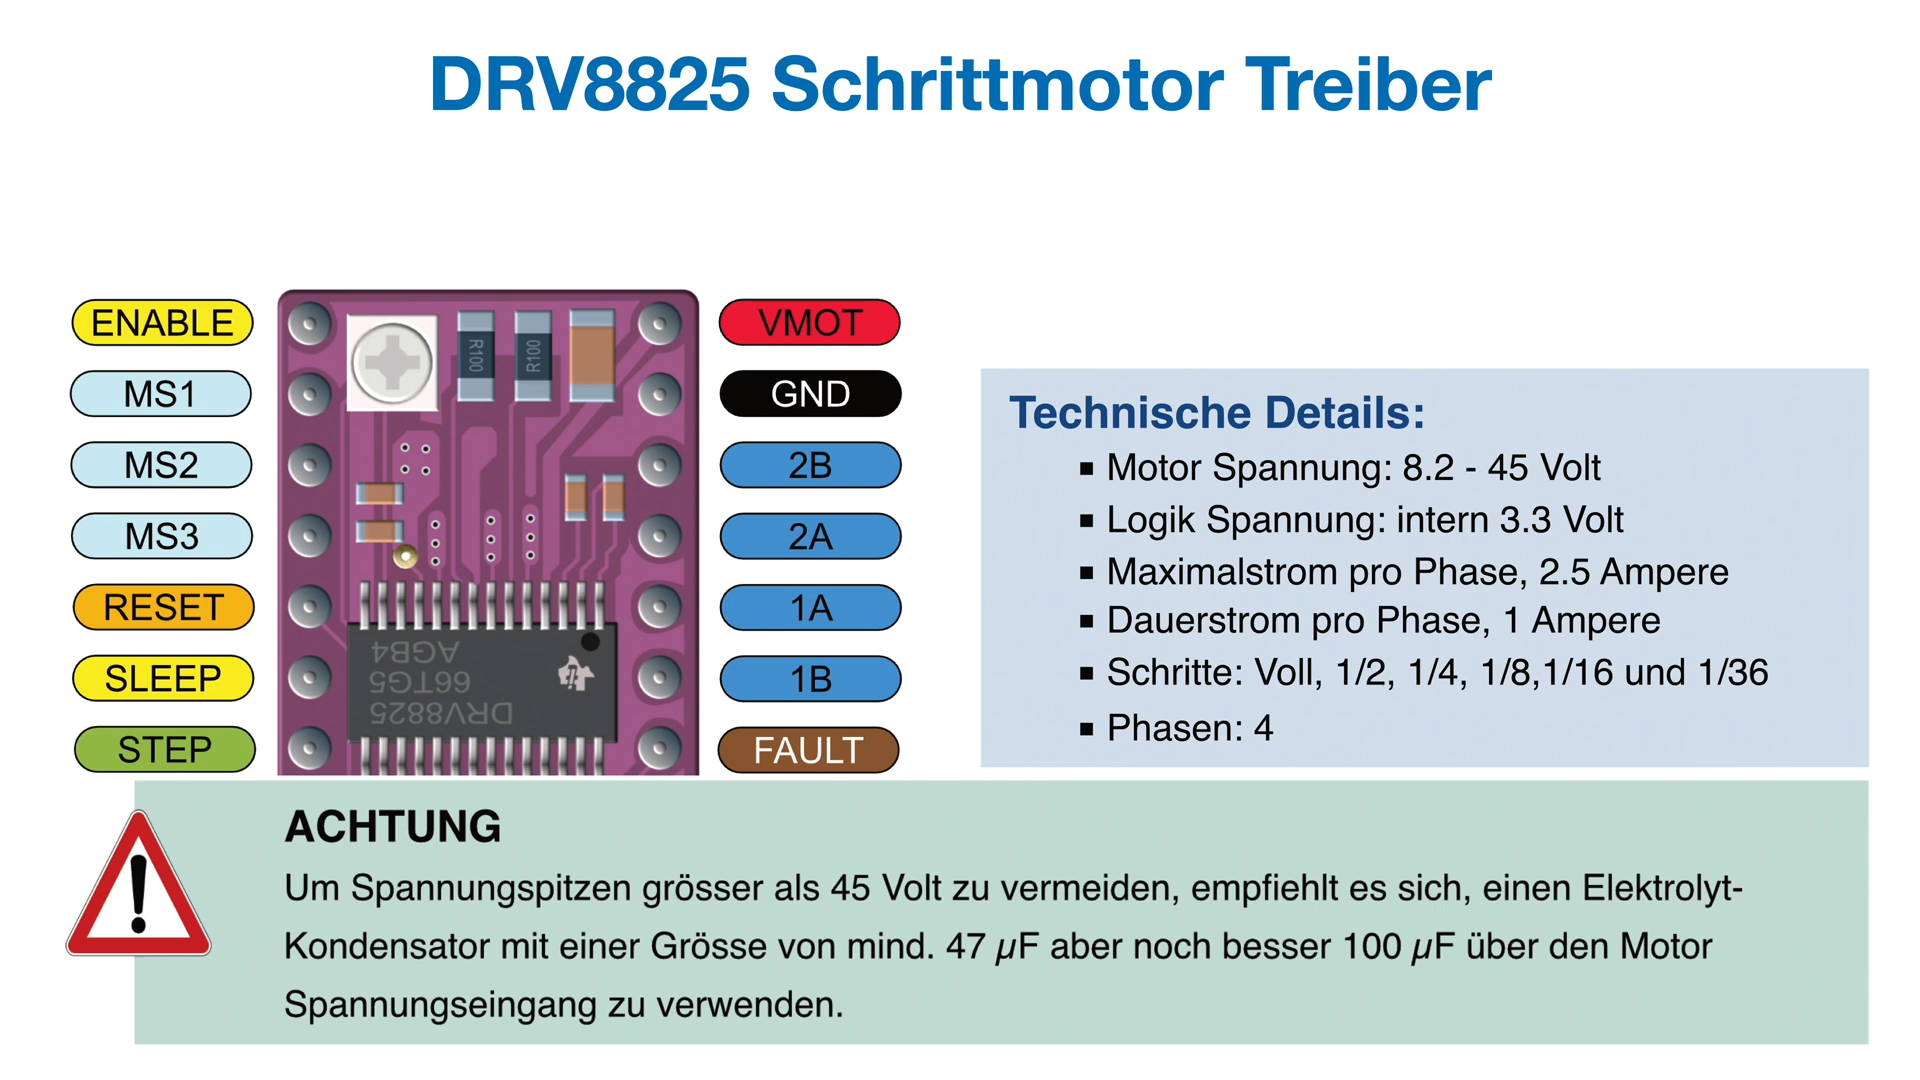 DRV8825 Schrittmotor Treiber
ENABLE
MS1
MS2
MS3
RESET
SLEEP
STEP
R100
R100
AGB4
66TG5
DRV8825
VMOT
GND
2B
2A
1A
1B
FAULT
Technische Details:
▪ Motor Spannung: 8.2 - 45 Volt
▪ Logik Spannung: intern 3.3 Volt
▪ Maximalstrom pro Phase, 2.5 Ampere
▪ Dauerstrom pro Phase, 1 Ampere
▪ Schritte: Voll, 1/2, 1/4, 1/8,1/16 und 1/36
▪ Phasen: 4
ACHTUNG
Um Spannungspitzen grösser als 45 Volt zu vermeiden, empfiehlt es sich, einen Elektrolyt-
Kondensator mit einer Grösse von mind. 47 µF aber noch besser 100 µF über den Motor
Spannungseingang zu verwenden.